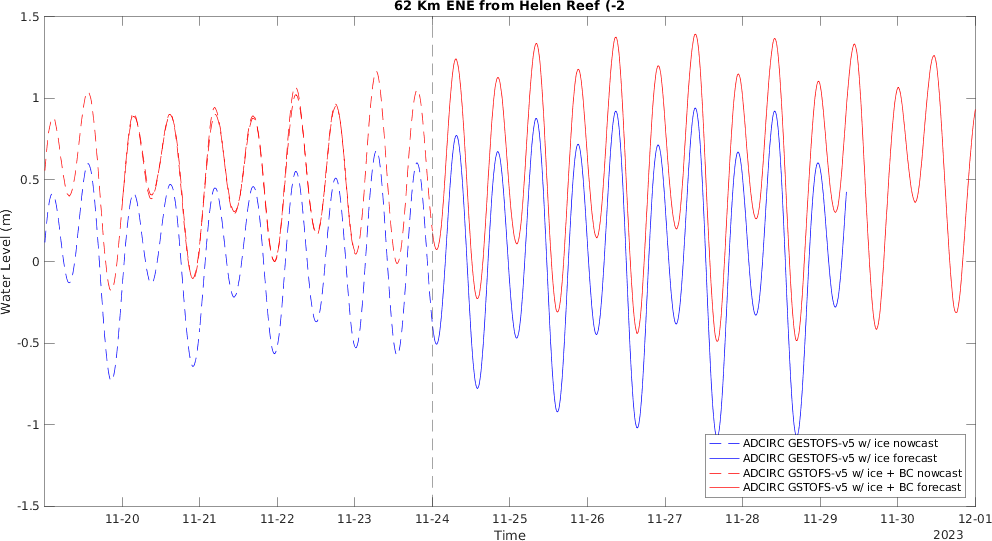 62 Km ENE from Helen Reef (-2
1.5
1
0.5
0
-0.5
-1
-1.5
Water Level (m)
ADCIRC GESTOFS-v5 w/ ice nowcast
ADCIRC GESTOFS-v5 w/ ice forecast
ADCIRC GSTOFS-v5 w/ ice + BC nowcast
ADCIRC GSTOFS-v5 w/ ice + BC forecast
11-20 11-21 11-22 11-23 11-24 11-25 11-26 11-27 11-28 11-29 11-30 12-01
Time
2023